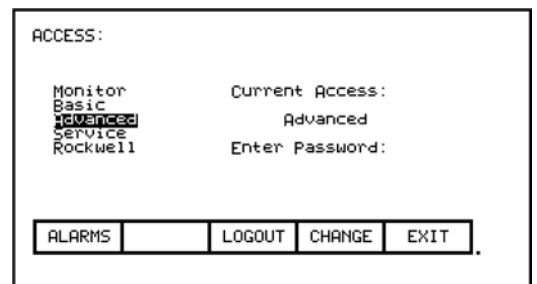 ACCESS:
Monitor Current Access:
Basic
Advanced Advanced
Service
Rockwell Enter Password:
ALARMS LOGOUT CHANGE EXIT .